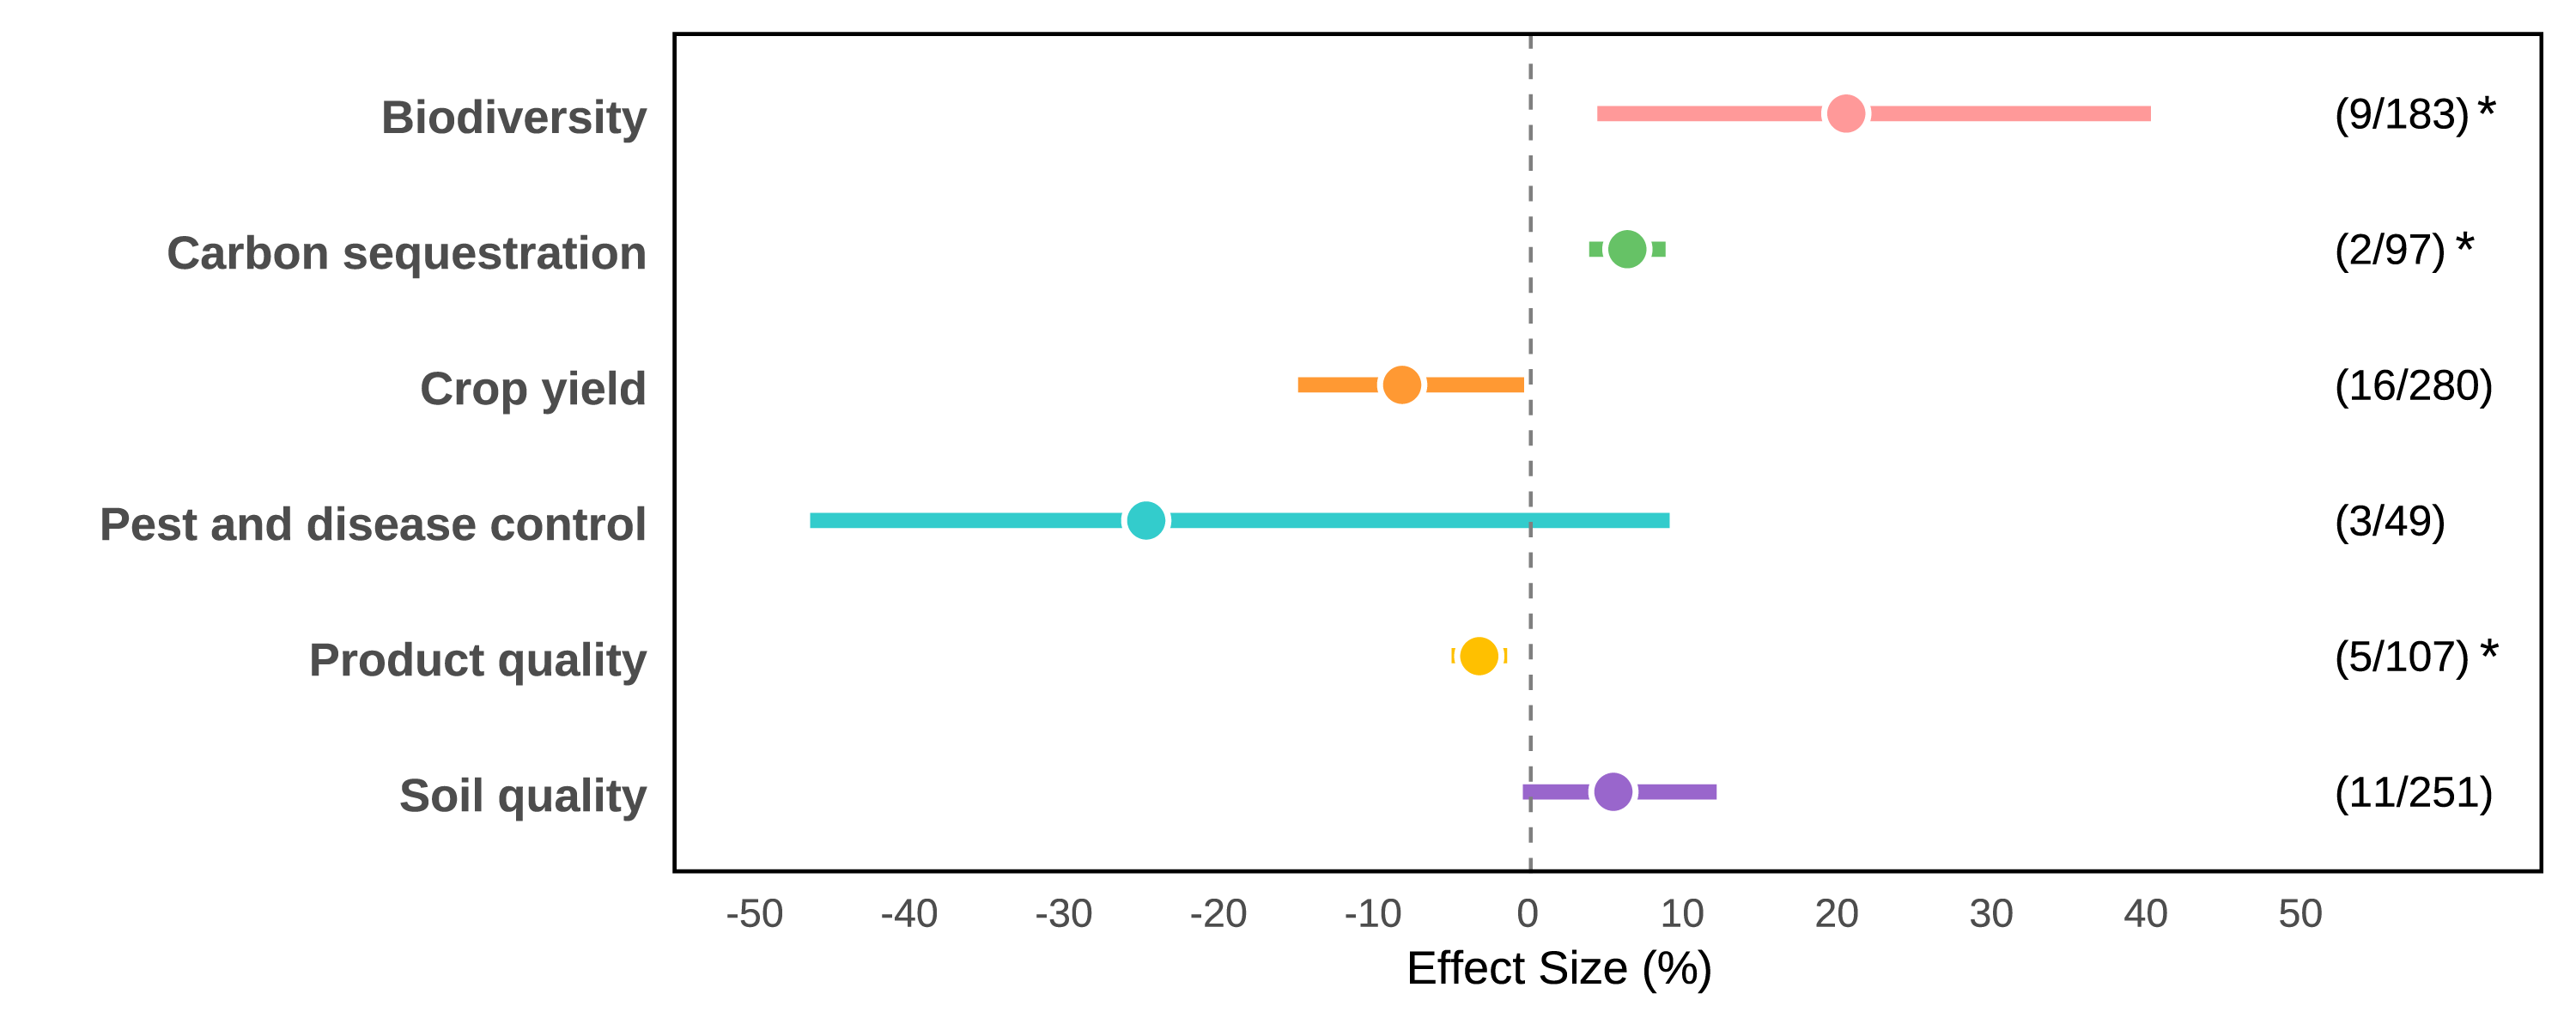 Biodiversity (9/183) *
Carbon sequestration (2/97) *
Crop yield (16/280)
Pest and disease control (3/49)
Product quality (5/107) *
Soil quality (11/251)
-50 -40 -30 -20 -10 0 10 20 30 40 50
Effect Size (%)